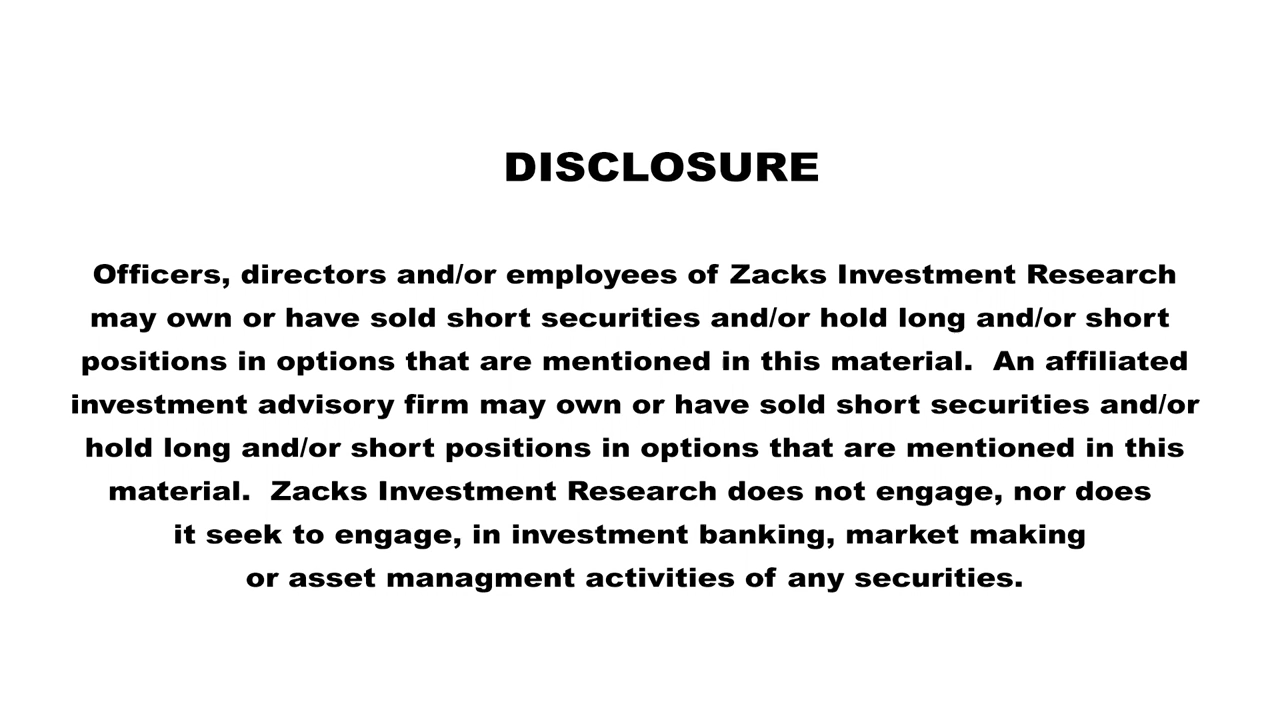 DISCLOSURE
Officers, directors and/or employees of Zacks Investment Research
may own or have sold short securities and/or hold long and/or short
positions in options that are mentioned in this material.  An affiliated
investment advisory firm may own or have sold short securities and/or
hold long and/or short positions in options that are mentioned in this
material.  Zacks Investment Research does not engage, nor does
it seek to engage, in investment banking, market making
or asset managment activities of any securities.